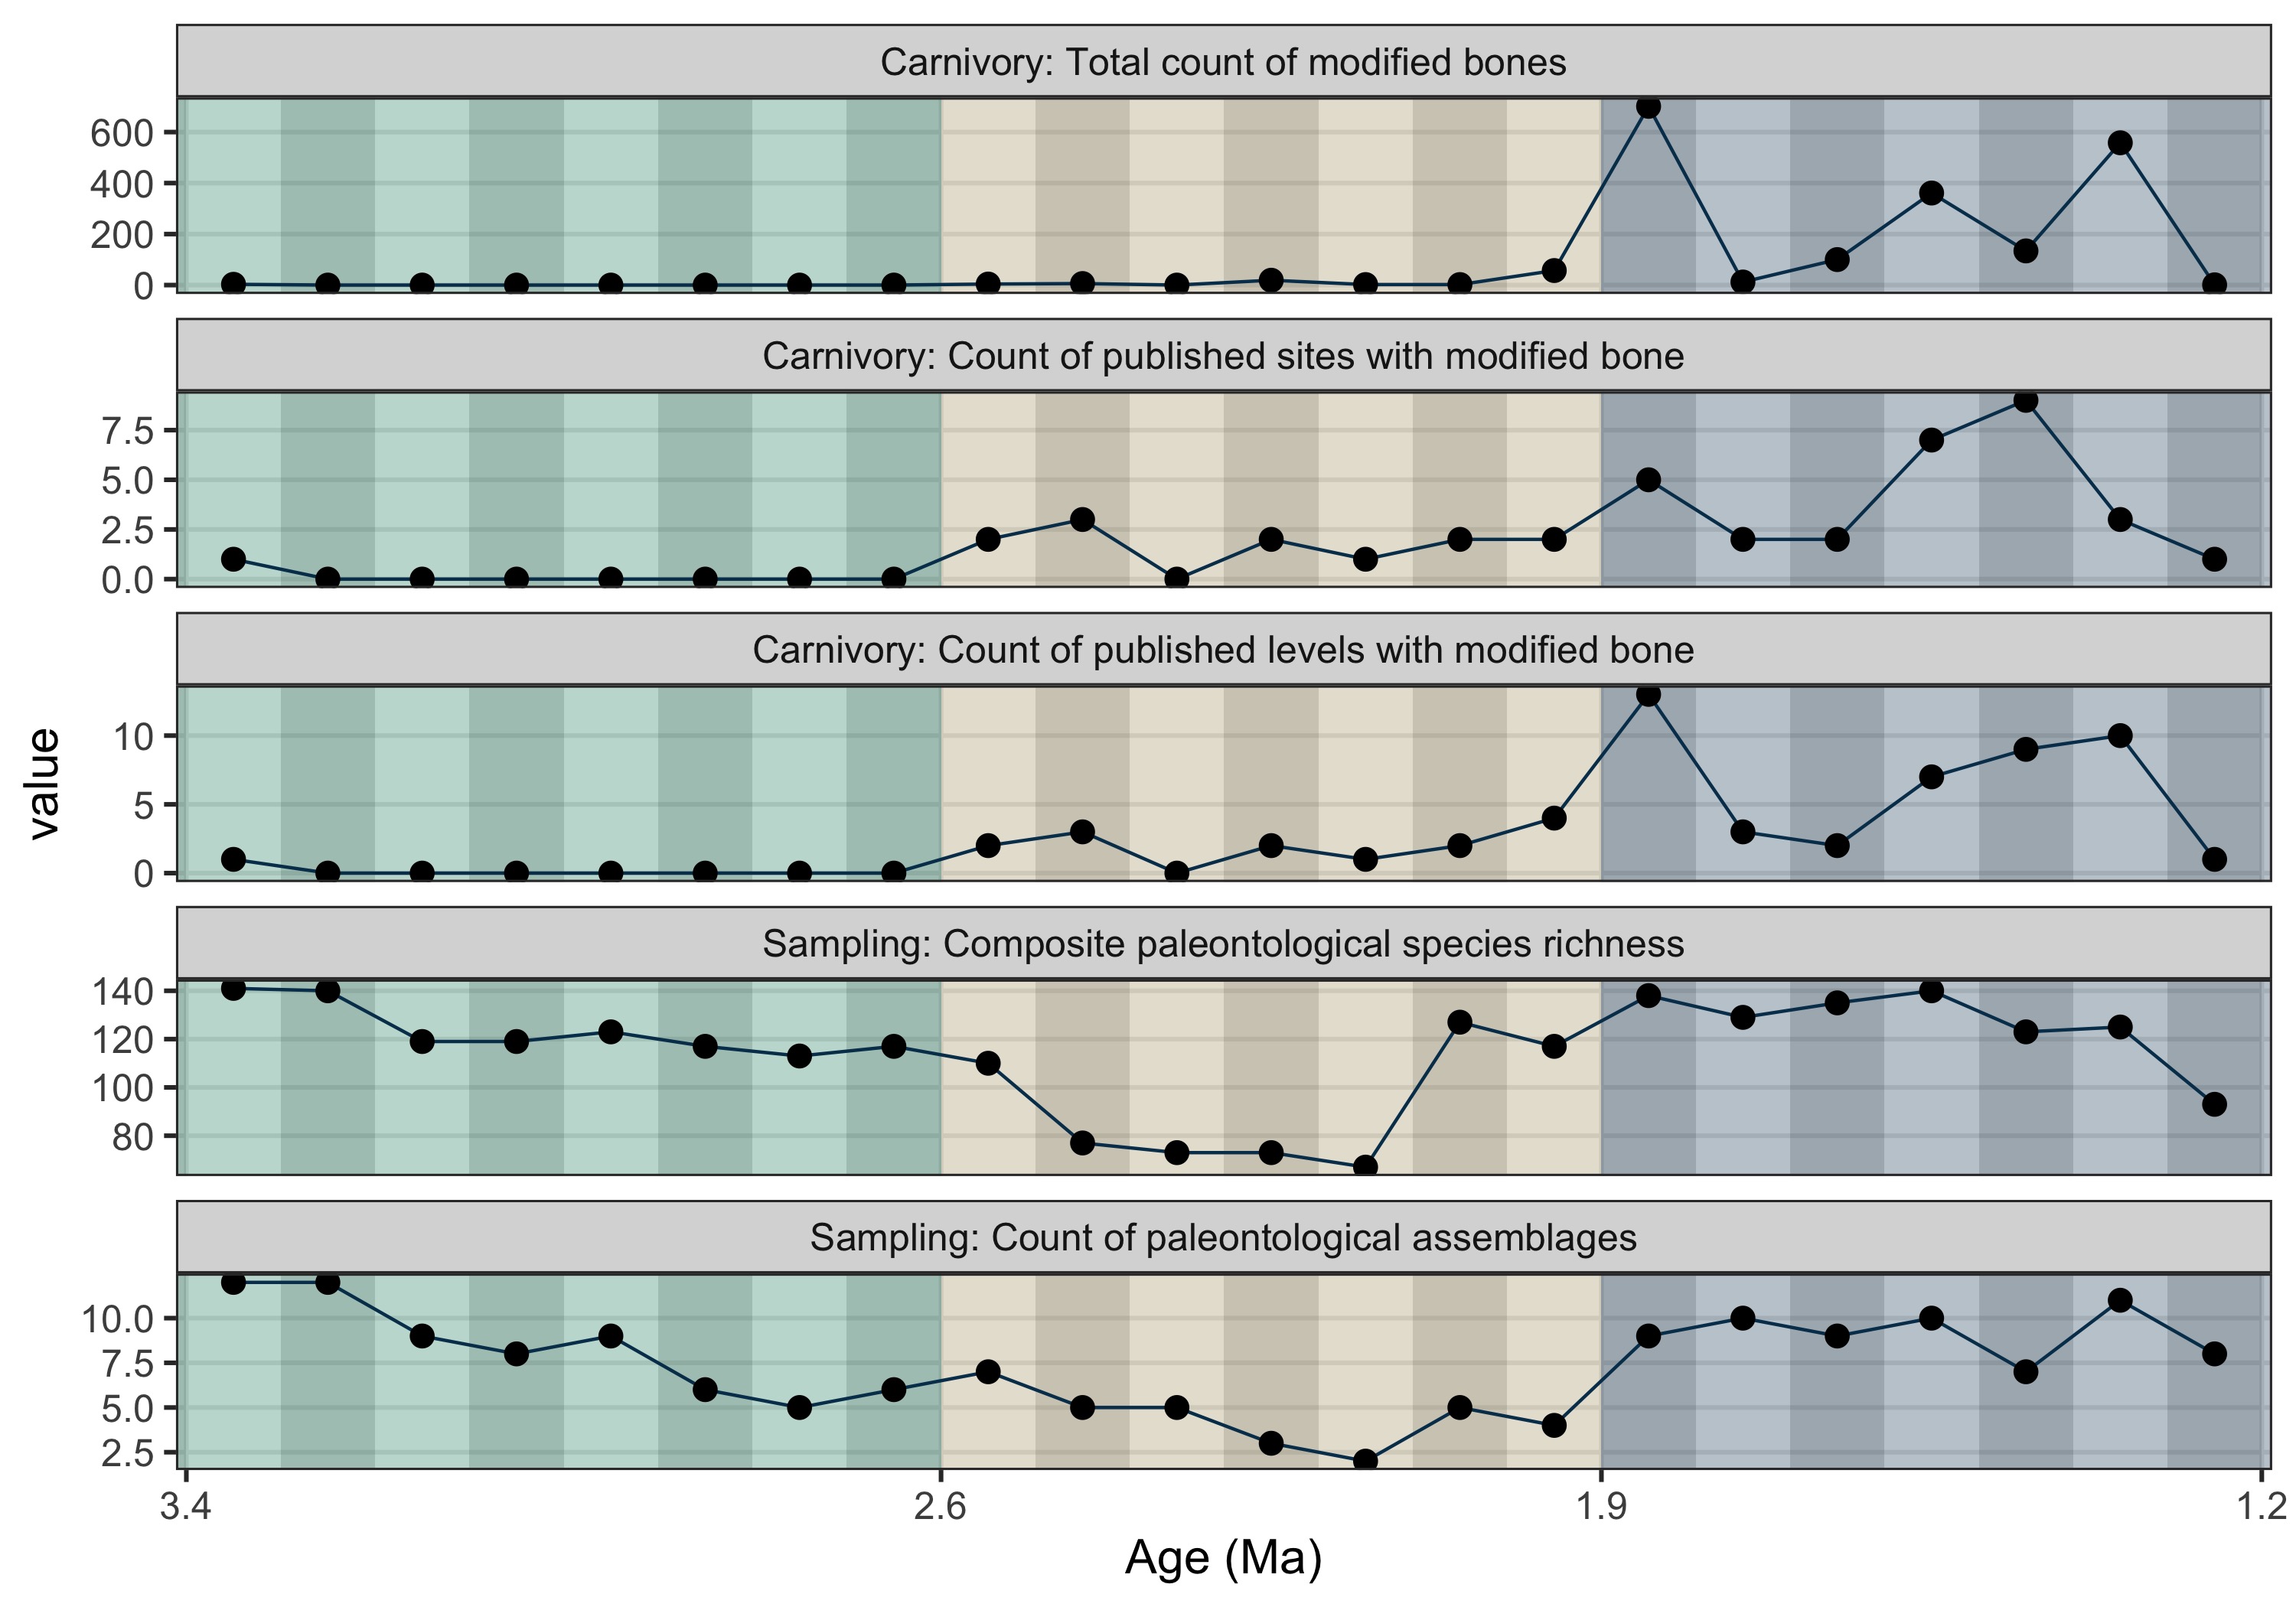 Carnivory: Total count of modified bones
600
400
200
0
Carnivory: Count of published sites with modified bone
7.5
5.0
2.5
0.0
Carnivory: Count of published levels with modified bone
10
5
0
value
Sampling: Composite paleontological species richness
140
120
100
80
Sampling: Count of paleontological assemblages
10.0
7.5
5.0
2.5
3.4 2.6 1.9 1.2
Age (Ma)